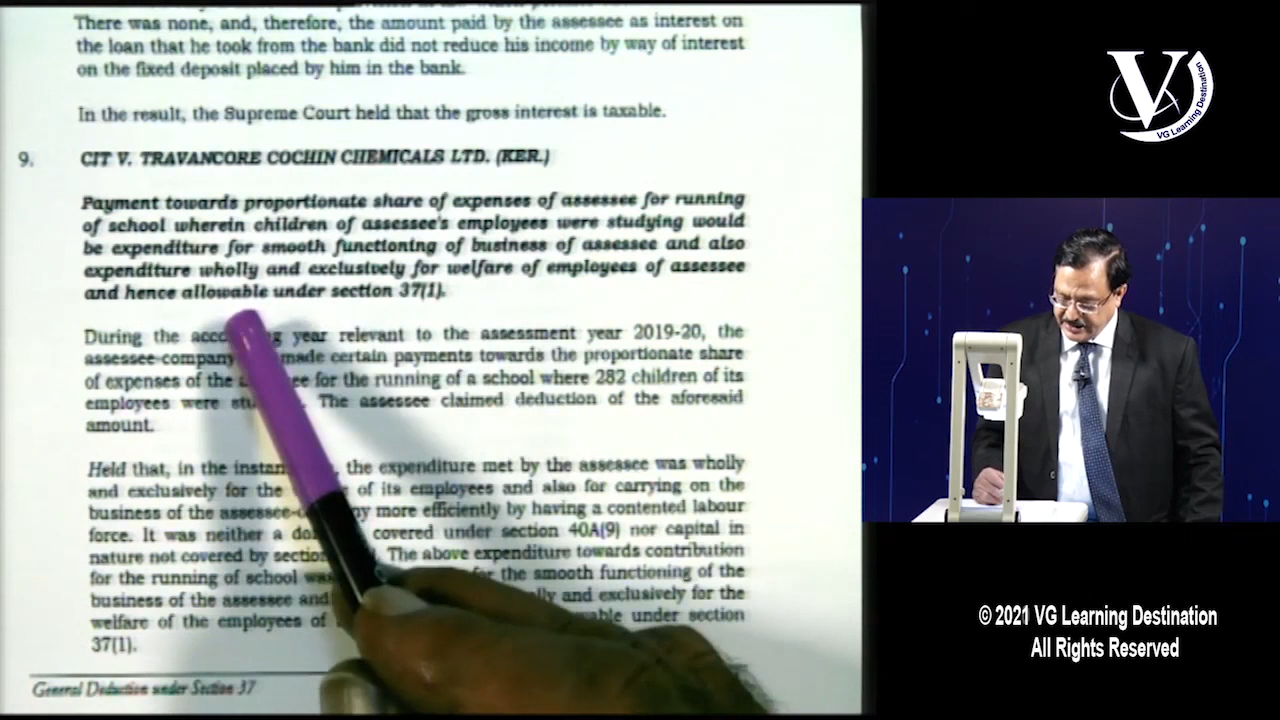 There was none, and, therefore, the amount paid by the assessee as interest on
the loan that he took from the bank did not reduce his income by way of interest
on the fixed deposit placed by him in the bank.
In the result, the Supreme Court held that the gross interest is taxable.
9. CIT V. TRAVANCORE COCHIN CHEMICALS LTD. (KER.)
Payment towards proportionate share of expenses of assessee for running
of school wherein children of assessee's employees were studying would
be expenditure for smooth functioning of business of assessee and also
expenditure wholly and exclusively for welfare of employees of assessee
and hence allowable under section 37(1).
During the year relevant to the assessment year 2019-20, the
assessee-company made certain payments towards the proportionate share
of expenses of the for the running of a school where 282 children of its
employees were The assessee claimed deduction of the aforesaid
amount.
Held that, in the the expenditure met by the assessee was wholly
and exclusively for the of its employees and also for carrying on the
business of the more efficiently by having a contented labour
force. It was neither a covered under section 40A(9) nor capital in
nature not covered by The above expenditure towards contribution
for the running of school the smooth functioning of the
business of the assessee and and exclusively for the
welfare of the employees of under section
37(1).
General Deduction under Section 37
V
VG Learning Destination
© 2021 VG Learning Destination
All Rights Reserved